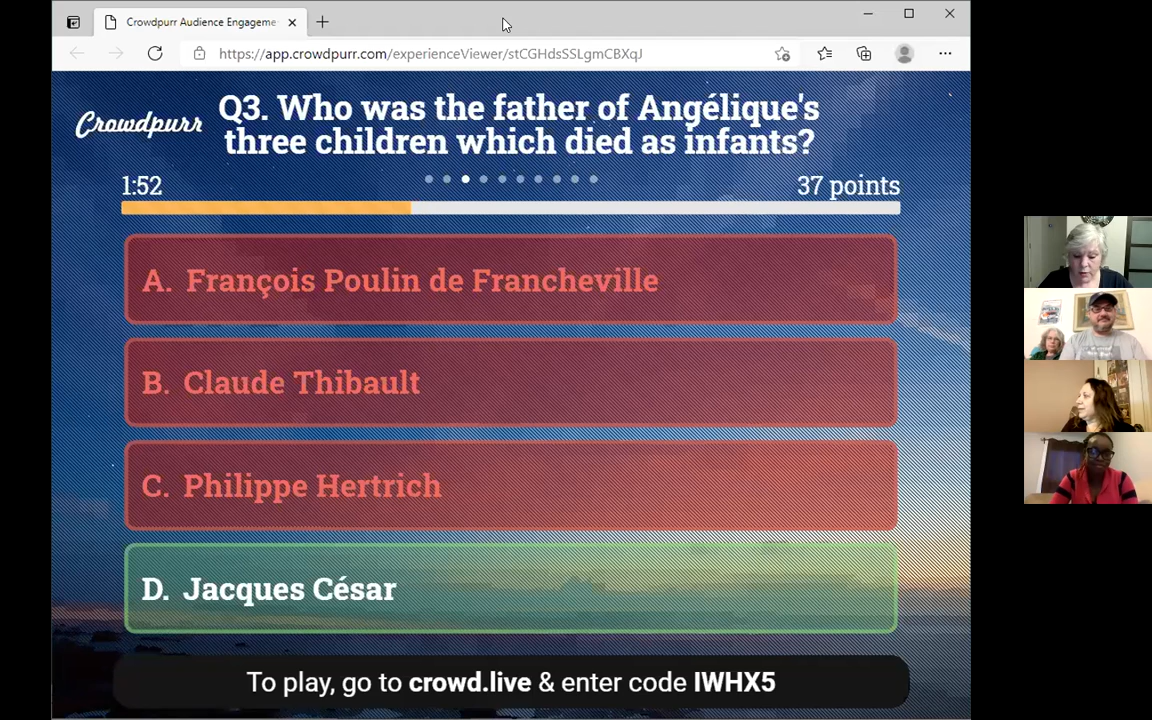 Crowdpurr Audience Engageme
https://app.crowdpurr.com/experienceViewer/stCGHdsSSLgmCBXqJ
Crowdpurr
Q3. Who was the father of Angélique's
three children which died as infants?
1:52
37 points
A. François Poulin de Francheville
B. Claude Thibault
C. Philippe Hertrich
D. Jacques César
To play, go to crowd.live & enter code IWHX5